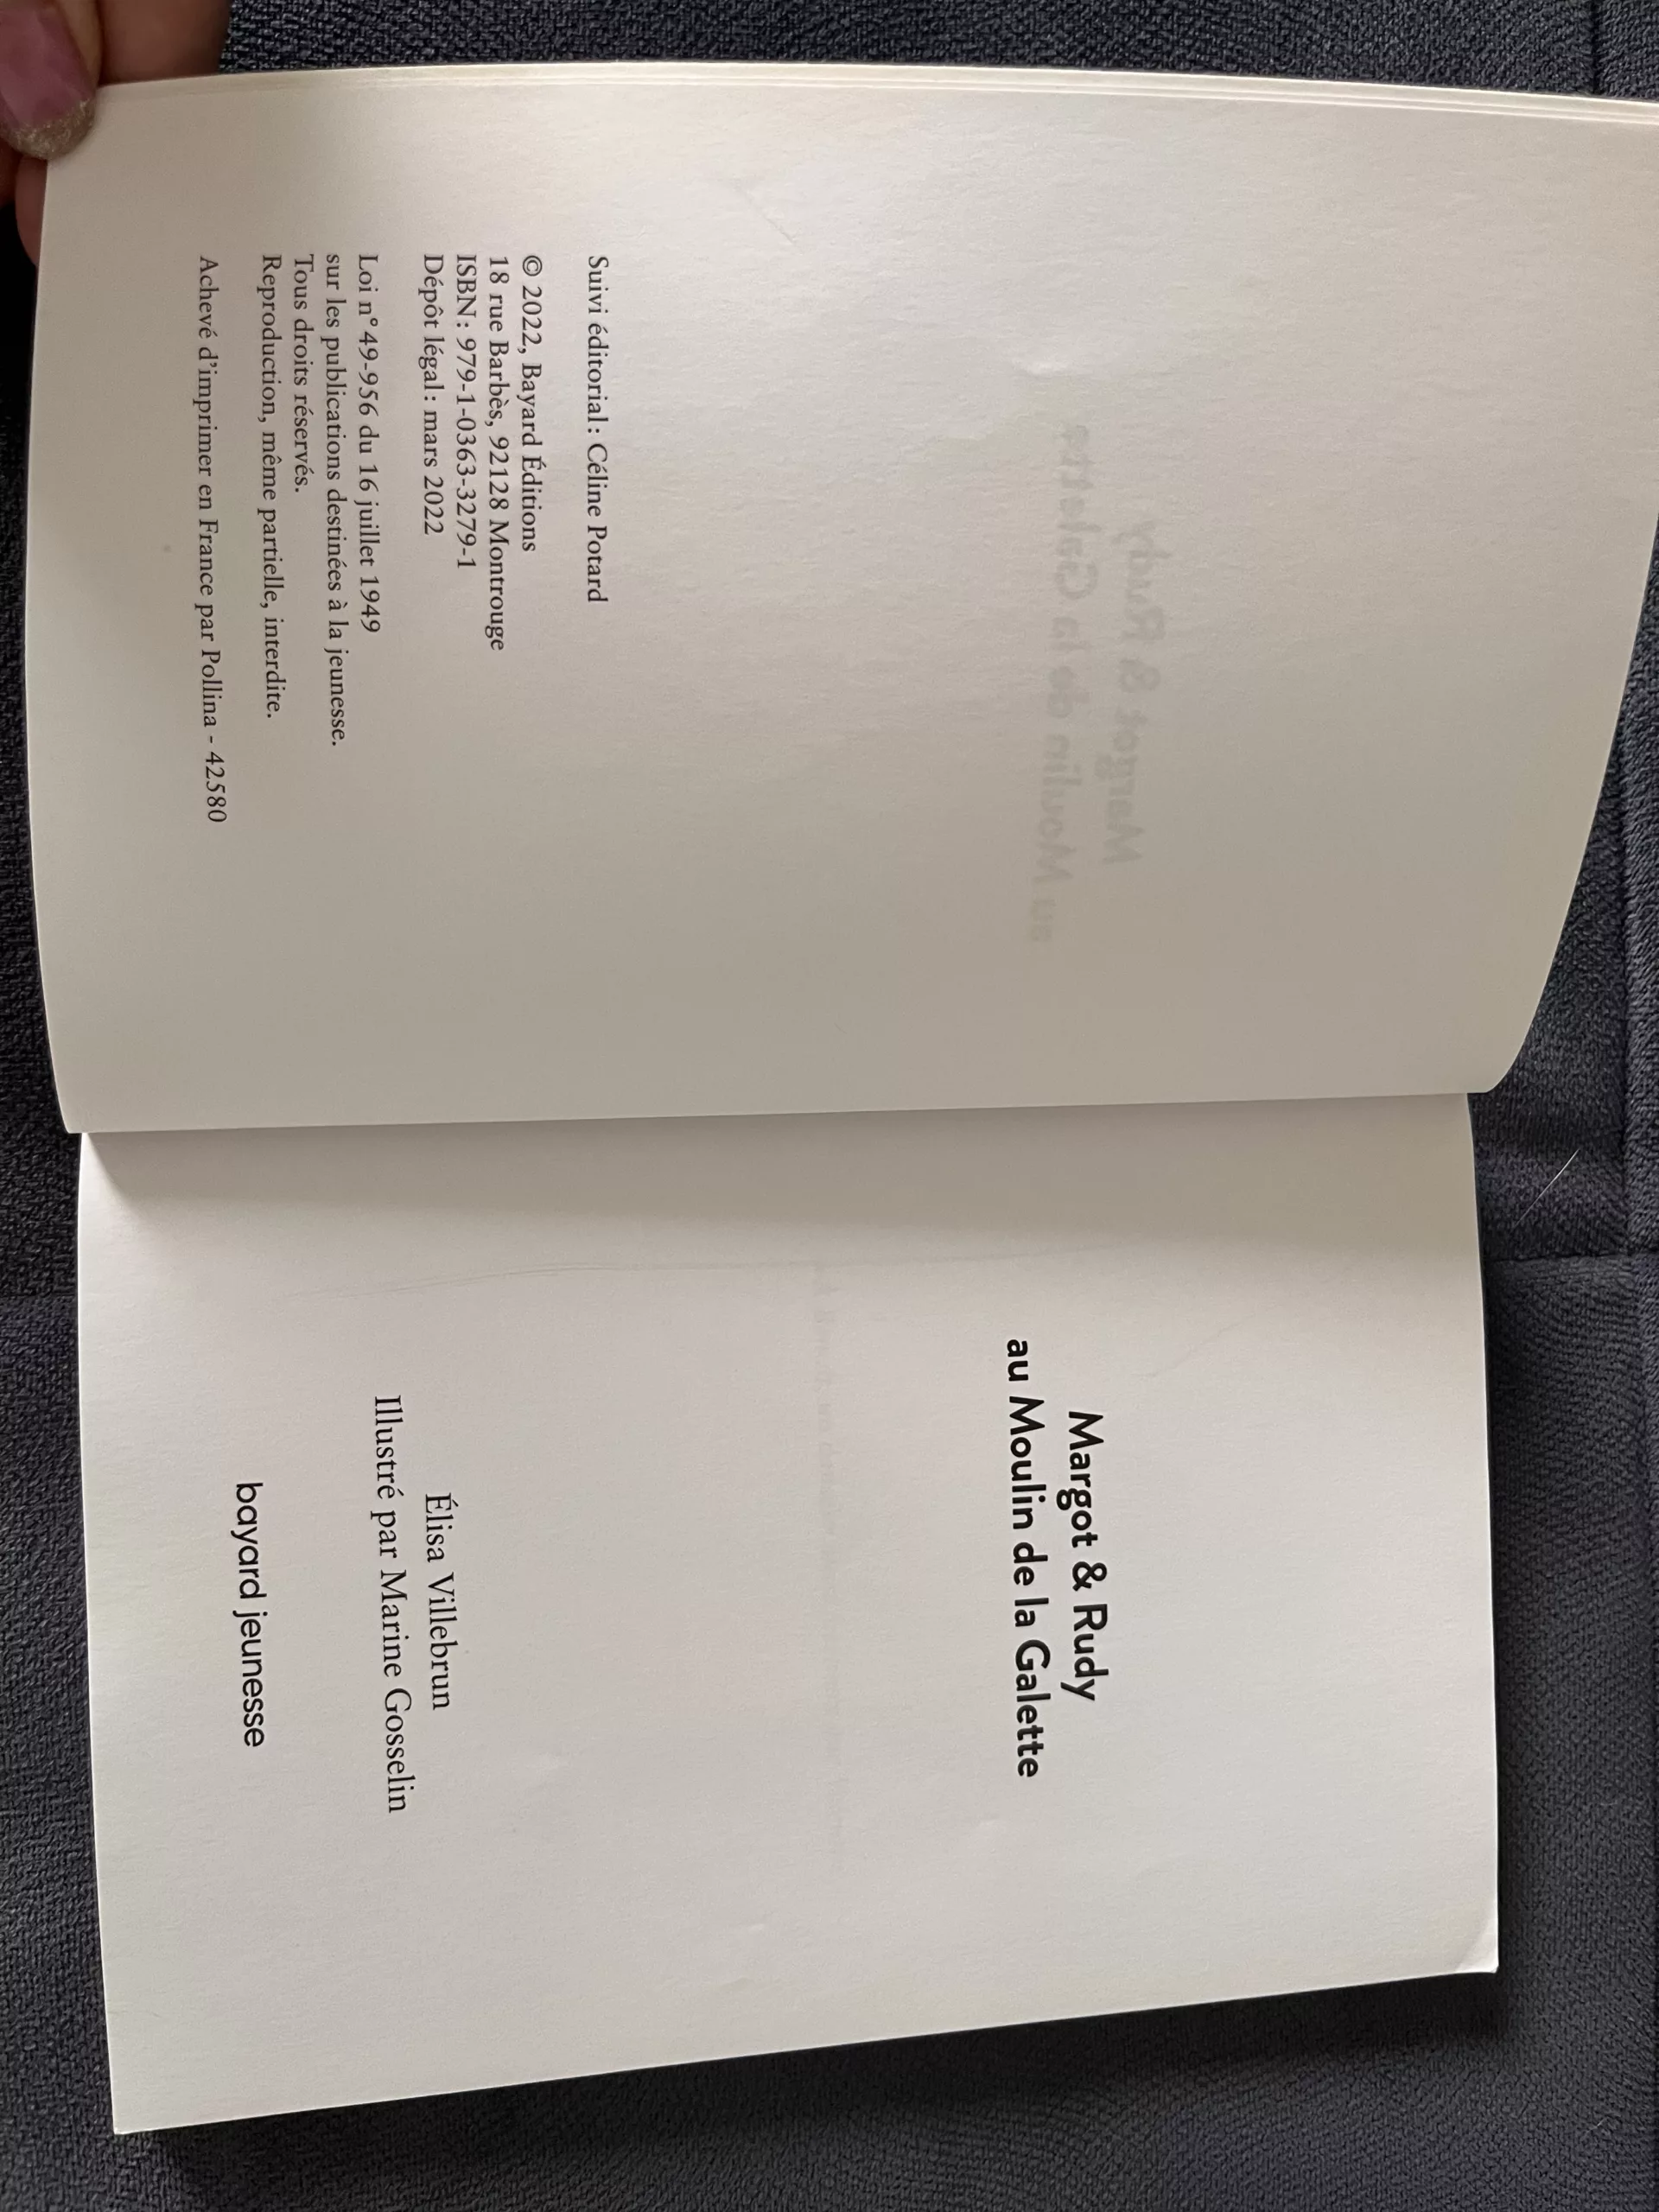 Suivi éditorial : Céline Potard
© 2022, Bayard Éditions
18 rue Barbès, 92128 Montrouge
ISBN : 979-1-0363-3279-1
Dépôt légal : mars 2022
Loi n° 49-956 du 16 juillet 1949
sur les publications destinées à la jeunesse.
Tous droits réservés.
Reproduction, même partielle, interdite.
Achevé d'imprimer en France par Pollina - 42580
Margot & Rudy
au Moulin de la Galette
Élisa Villebrun
Illustré par Marine Gosselin
bayard jeunesse